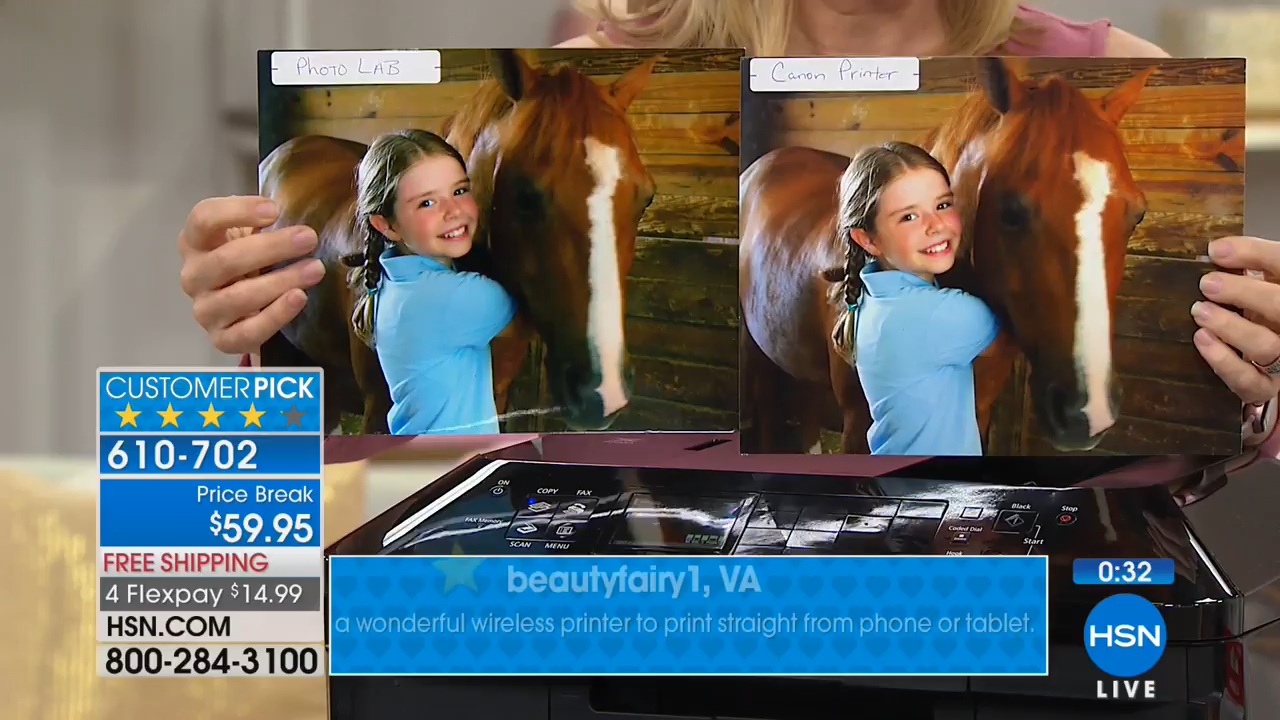 Photo LAB
Canon Printer
CUSTOMER PICK
610-702
Price Break
$59.95
FREE SHIPPING
4 Flexpay $14.99
HSN.COM
800-284-3100
ON
COPY FAX
FAX Memory
SCAN MENU
Black
Stop
Coded Dial
Start
Hook
beautyfairy1, VA
a wonderful wireless printer to print straight from phone or tablet.
0:32
HSN
LIVE